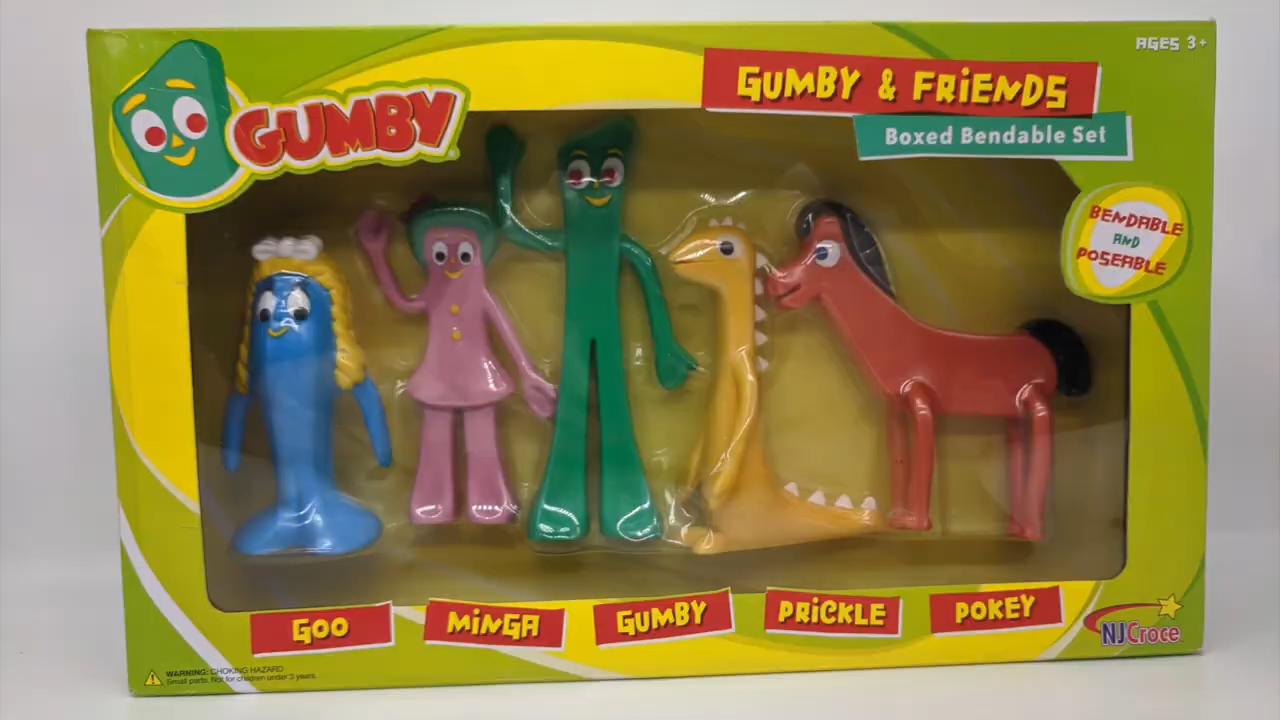 AGES 3+
GUMBY
GUMBY & FRiENDS
Boxed Bendable Set
BENDABLE
AND
POSEABLE
GOO
MiNGA
GUMBY
PRiCKLE
POKEY
NJCroce
WARNING: CHOKING HAZARD
Small parts. Not for children under 3 years.